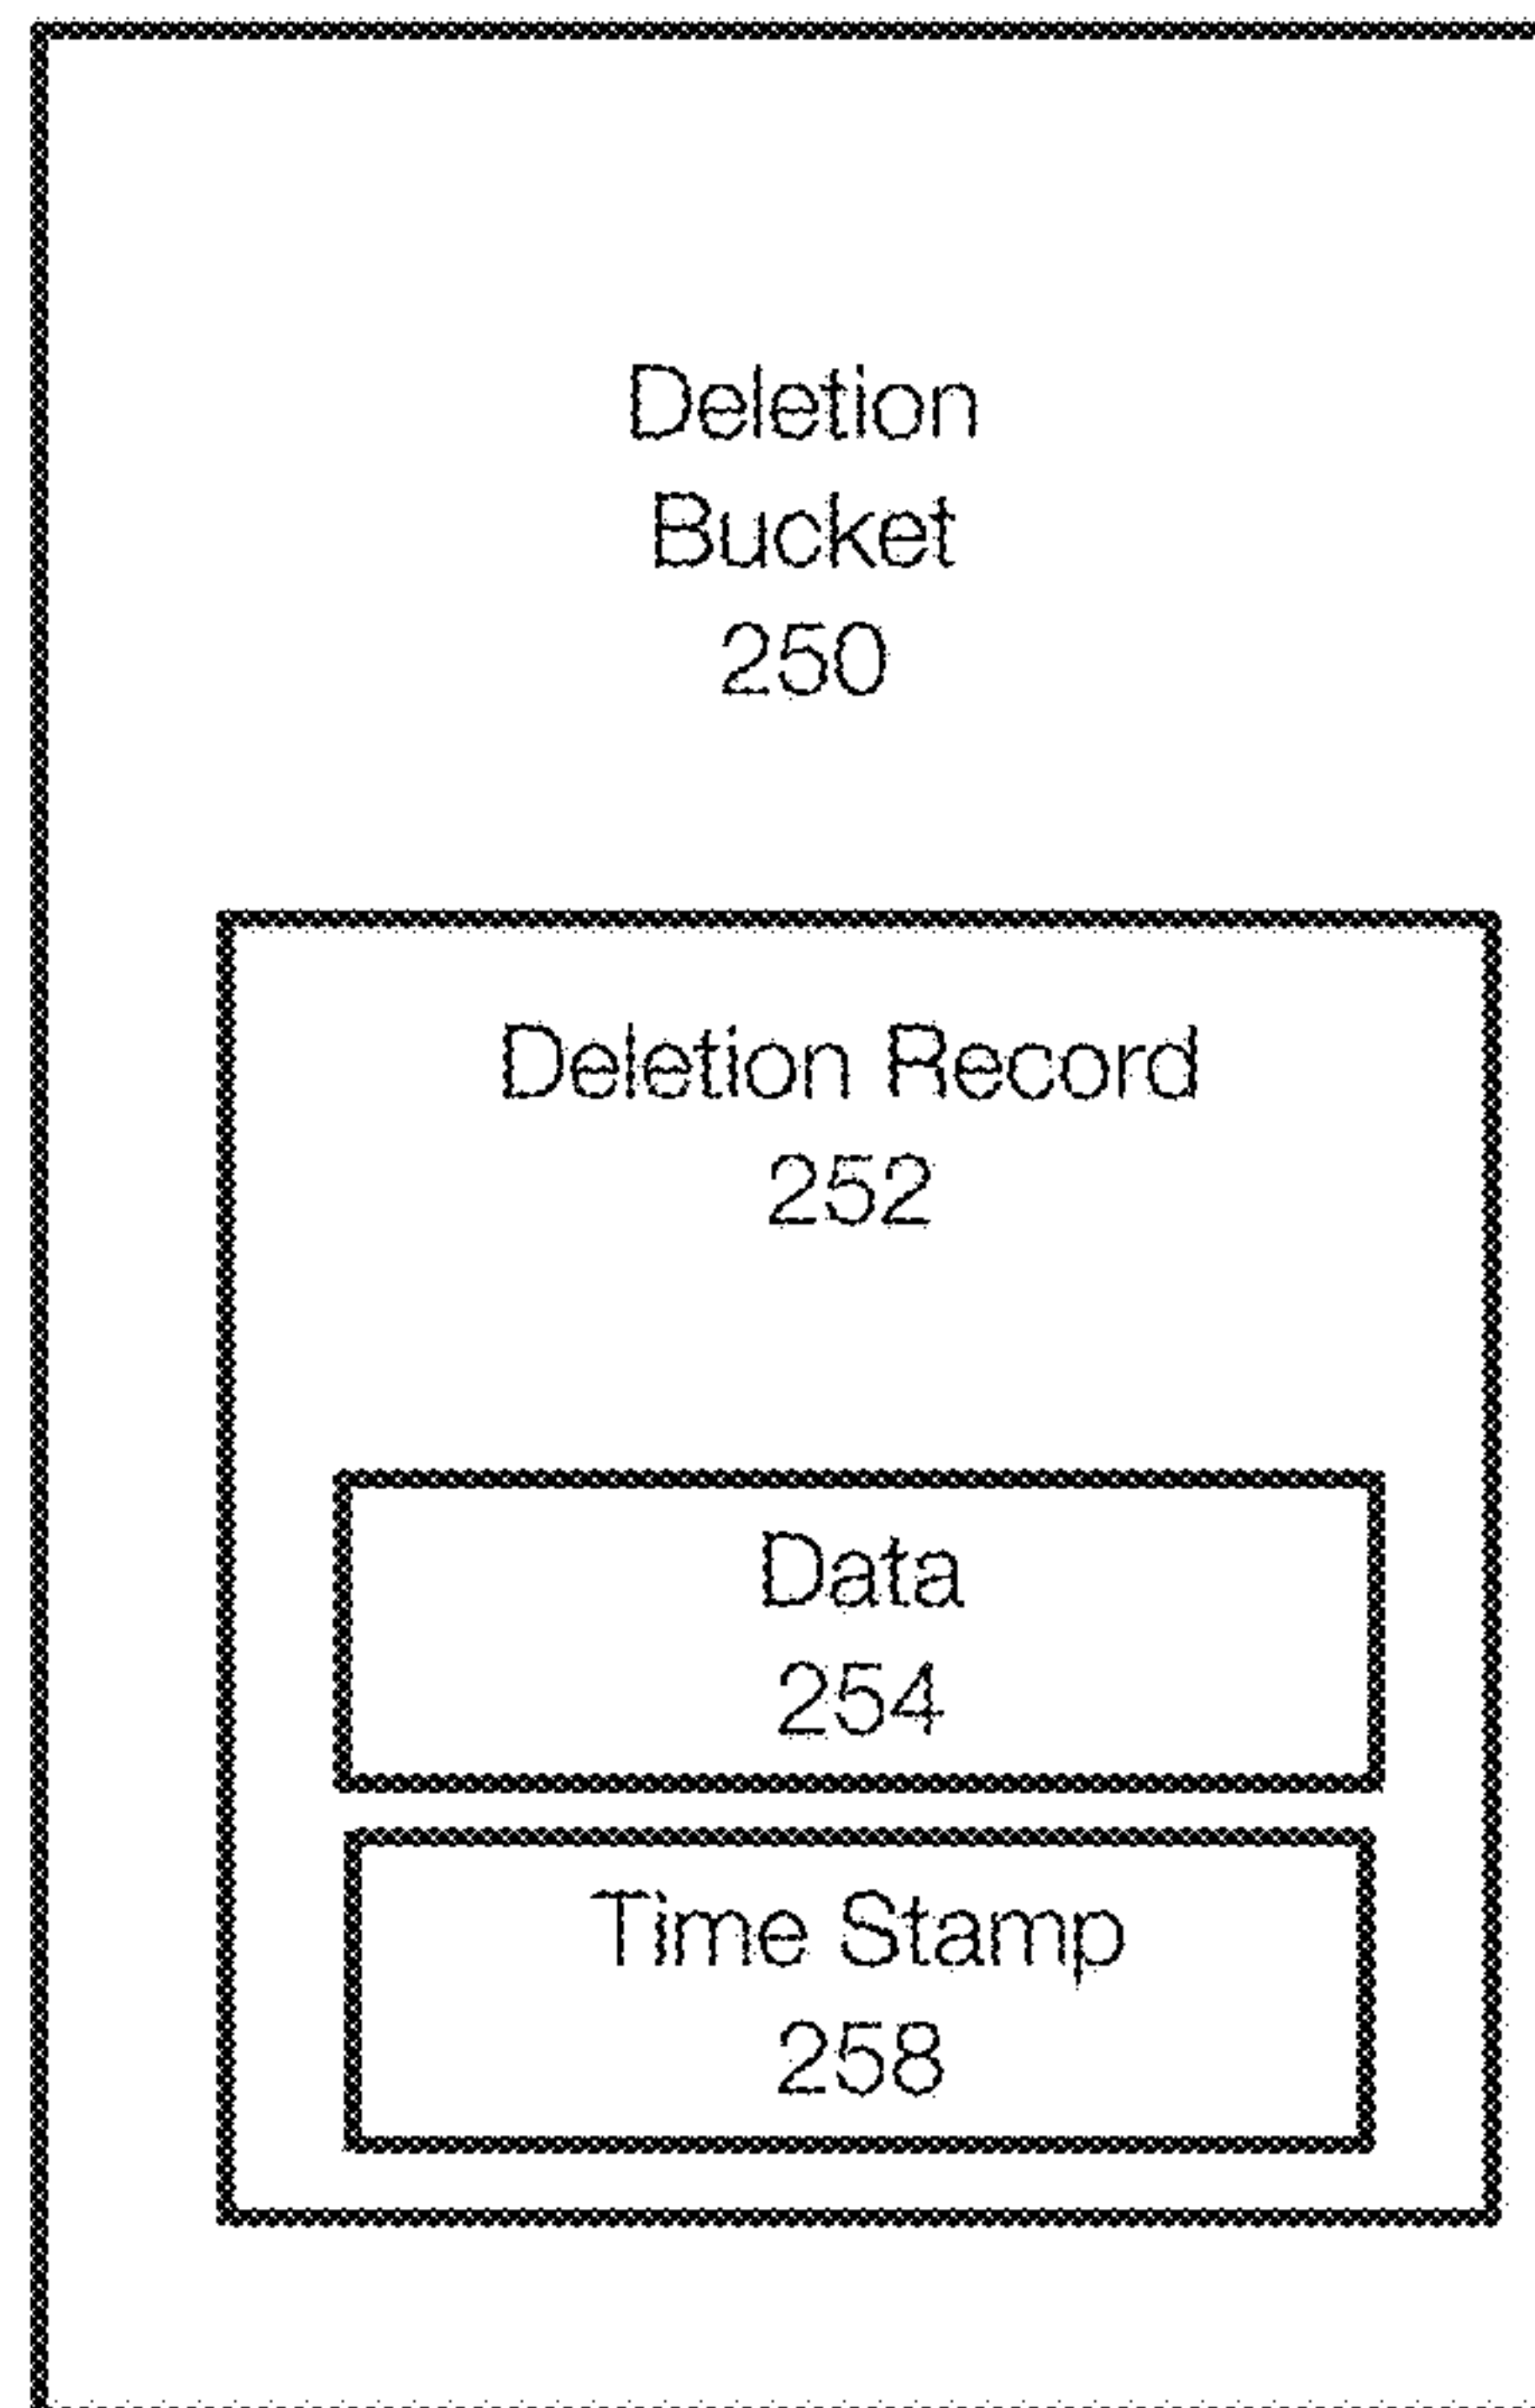 Deletion
Bucket
250
Deletion Record
252
Data
254
Time Stamp
258